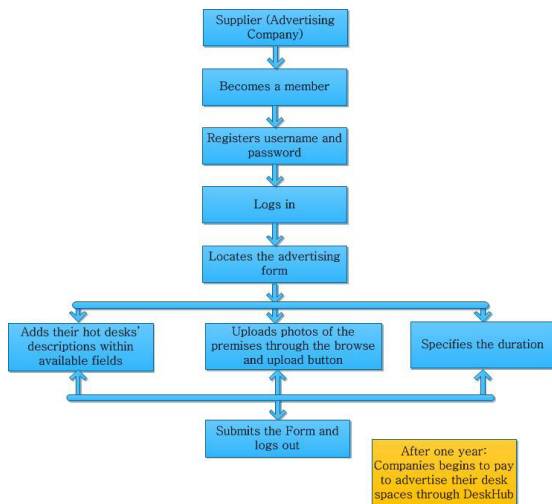 Supplier (Advertising
Company)
Becomes a member
Registers username and
password
Logs in
Locates the advertising
form
Adds their hot desks'
descriptions within
available fields
Uploads photos of the
premises through the browse
and upload button
Specifies the duration
Submits the Form and
logs out
After one year:
Companies begins to pay
to advertise their desk
spaces through DeskHub